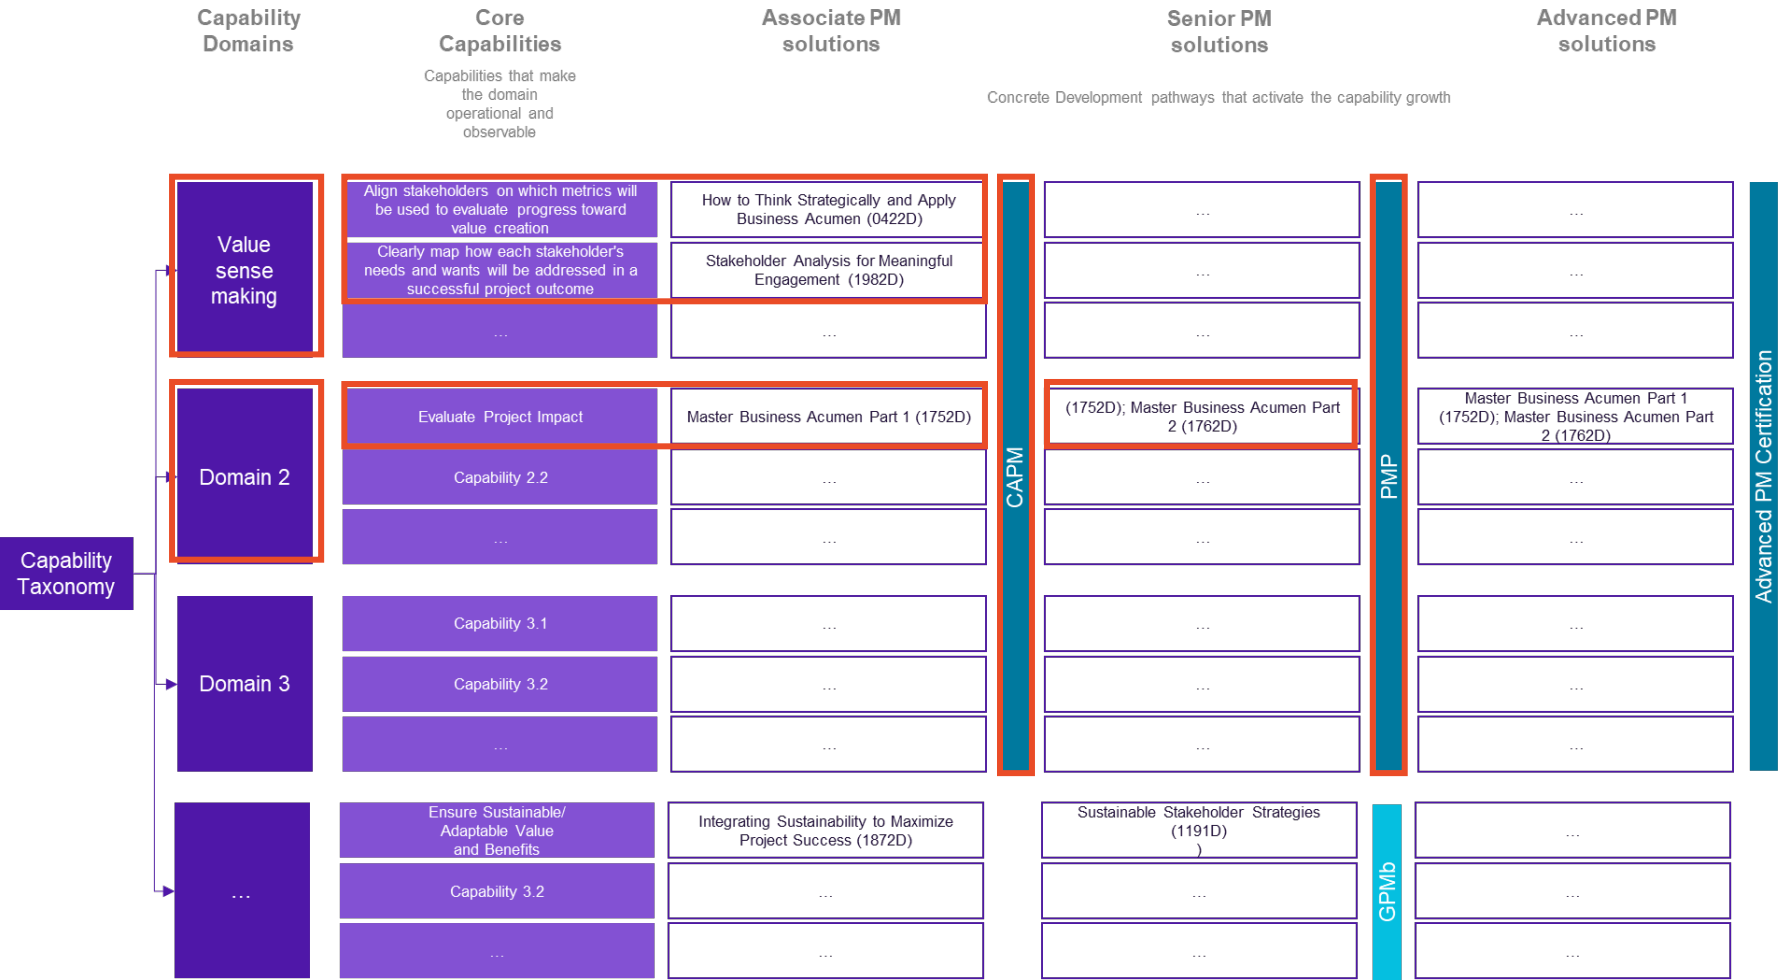 Capability
Domains
Core
Capabilities
Associate PM
solutions
Senior PM
solutions
Advanced PM
solutions
Capabilities that make
the domain
operational and
observable
Concrete Development pathways that activate the capability growth
Capability
Taxonomy
Value
sense
making
Align stakeholders on which metrics will
be used to evaluate progress toward
value creation
How to Think Strategically and Apply
Business Acumen (0422D)
...
...
Clearly map how each stakeholder's
needs and wants will be addressed in a
successful project outcome
Stakeholder Analysis for Meaningful
Engagement (1982D)
...
...
...
...
...
...
Domain 2
Evaluate Project Impact
Master Business Acumen Part 1 (1752D)
(1752D); Master Business Acumen Part
2 (1762D)
Master Business Acumen Part 1
(1752D); Master Business Acumen Part
2 (1762D)
Capability 2.2
...
...
...
...
...
...
...
Domain 3
Capability 3.1
...
...
...
Capability 3.2
...
...
...
...
...
...
...
CAPM
PMP
Advanced PM Certification
...
Ensure Sustainable/
Adaptable Value
and Benefits
Integrating Sustainability to Maximize
Project Success (1872D)
Sustainable Stakeholder Strategies
(1191D)
)
...
Capability 3.2
...
...
...
...
...
...
...
GPMb